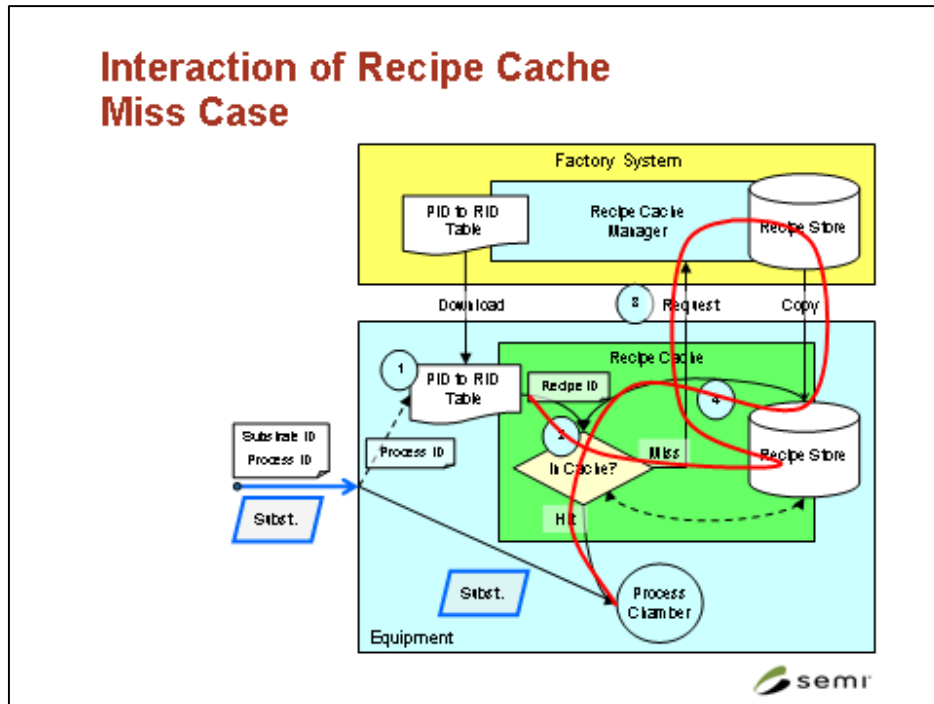 Interaction of Recipe Cache
Miss Case
Factory System
PID to RID
Table
Recipe Cache
Manager
Recipe Store
Download
3
Request
Copy
1
PID to RID
Table
Recipe Cache
Recipe ID
4
2
In Cache?
Miss
Recipe Store
Substrate ID
Process ID
Process ID
Subst.
Hit
Subst.
Process
Chamber
Equipment
semi